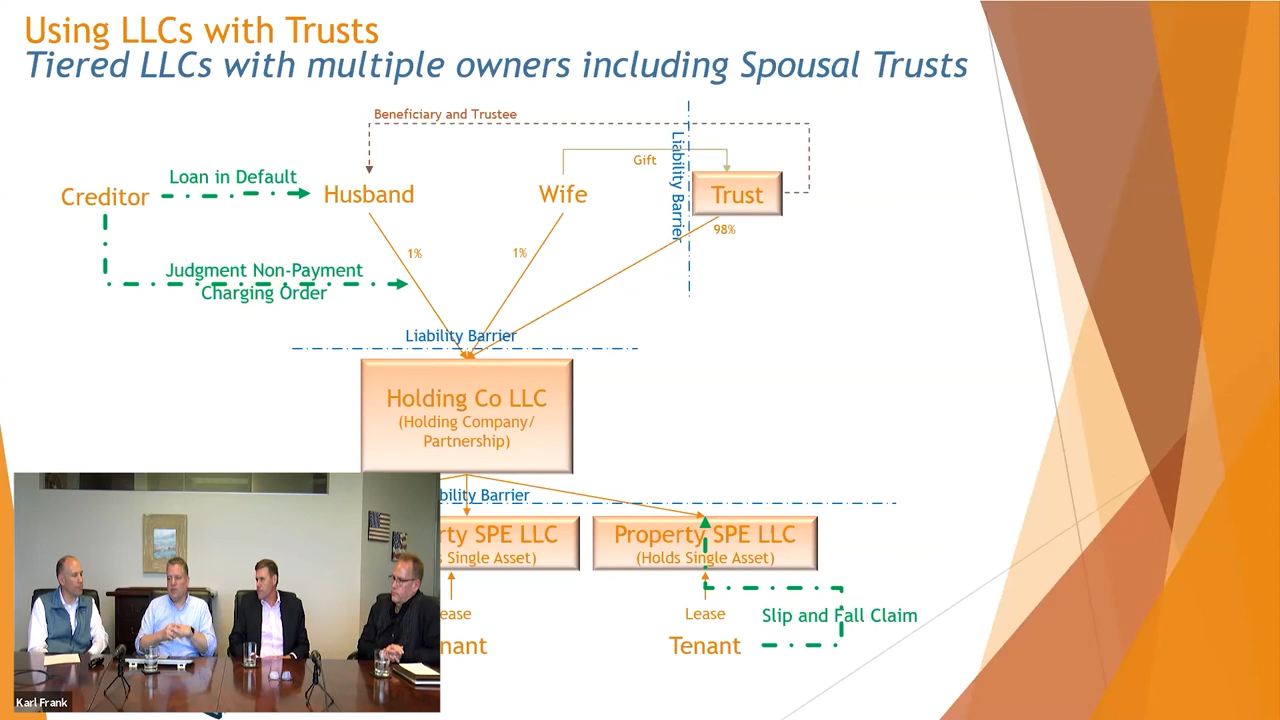 Using LLCs with Trusts
Tiered LLCs with multiple owners including Spousal Trusts
Beneficiary and Trustee
Liability Barrier
Gift
Loan in Default
Creditor
Husband
Wife
Trust
98%
1%
1%
Judgment Non-Payment
Charging Order
Liability Barrier
Holding Co LLC
(Holding Company/
Partnership)
bility Barrier
rty SPE LLC
Single Asset)
Property SPE LLC
(Holds Single Asset)
ease
Lease
Slip and Fall Claim
nant
Tenant
Karl Frank